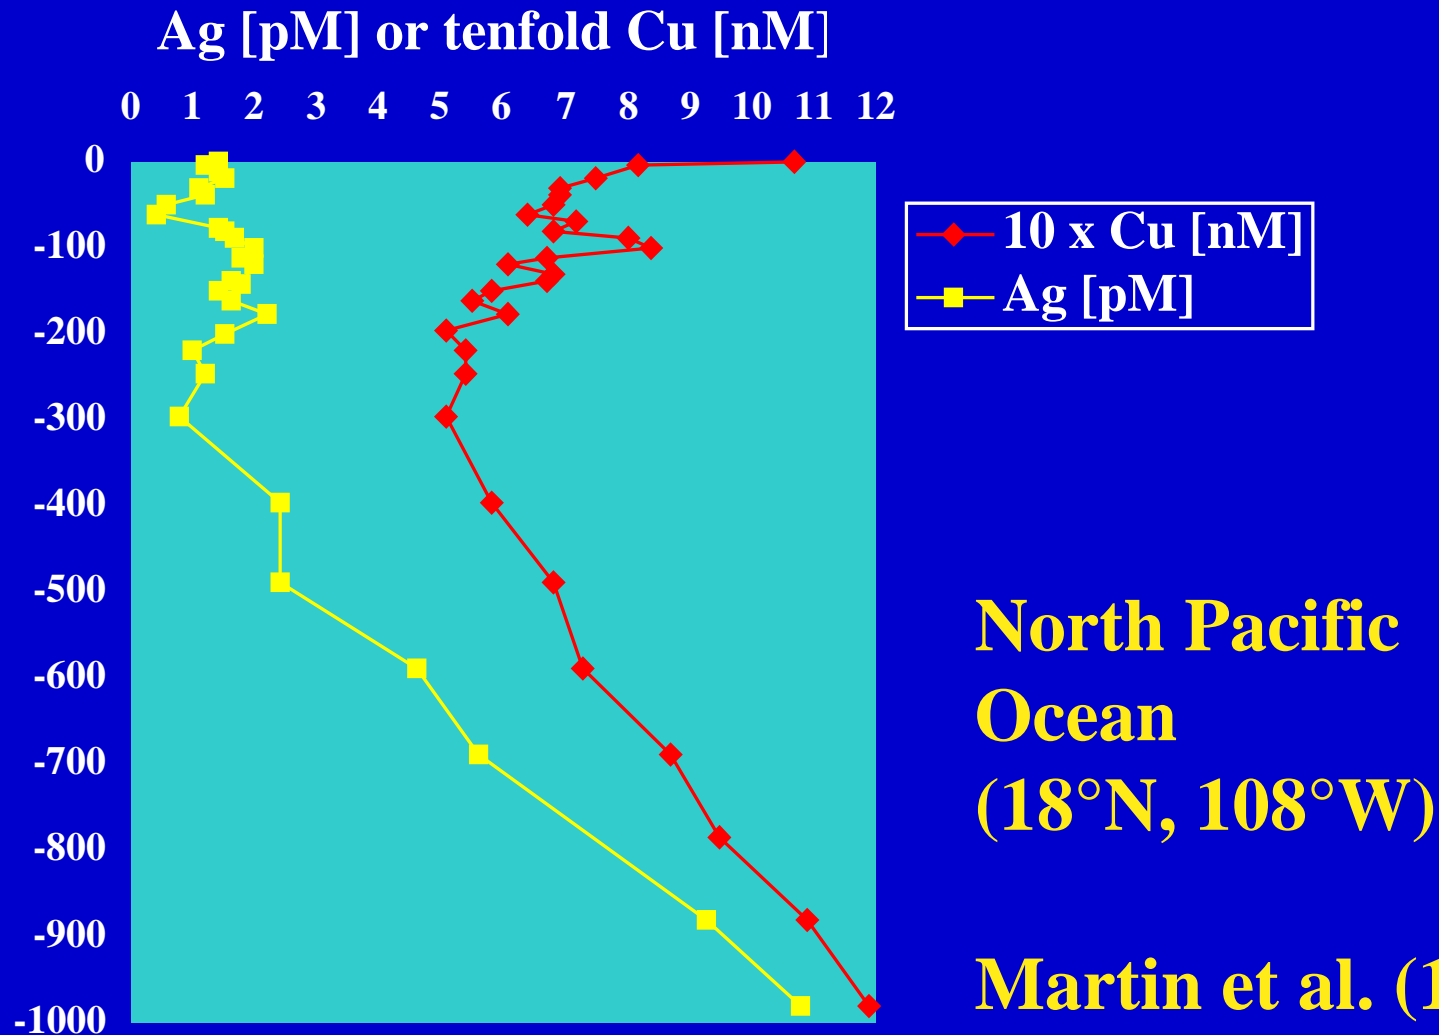 Ag [pM] or tenfold Cu [nM]
0 1 2 3 4 5 6 7 8 9 10 11 12
0
-100
-200
-300
-400
-500
-600
-700
-800
-900
-1000
10 x Cu [nM]
Ag [pM]
North Pacific
Ocean
(18°N, 108°W)
Martin et al. (1